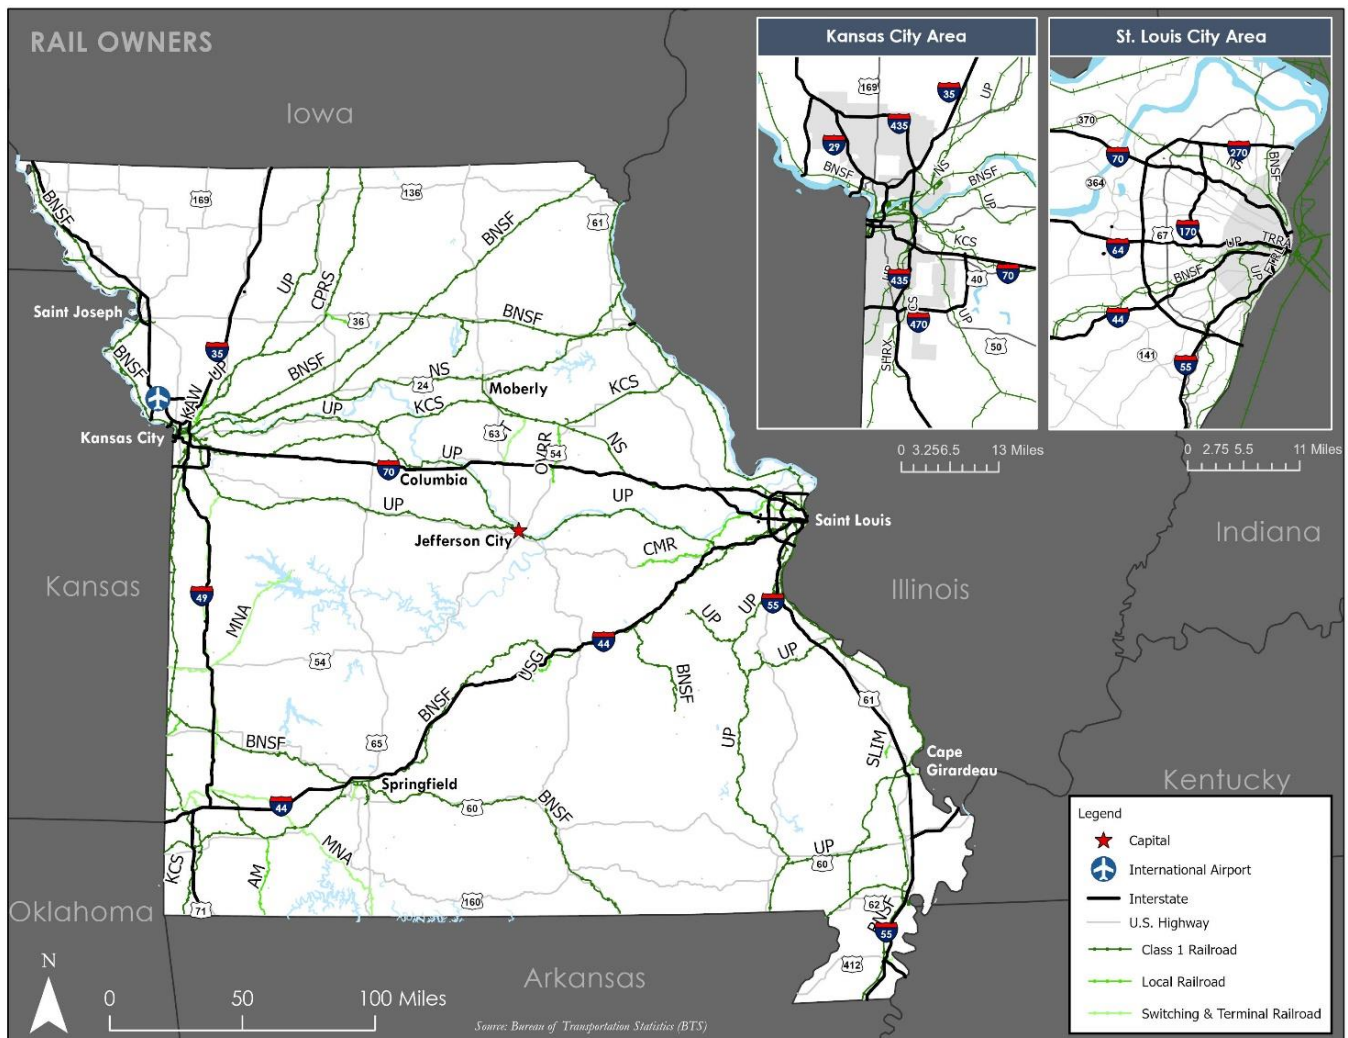 RAIL OWNERS
Iowa
Kansas
Oklahoma
Arkansas
Illinois
Indiana
Kentucky
Saint Joseph
Kansas City
Moberly
Columbia
Jefferson City
Saint Louis
Springfield
Cape
Girardeau
BNSF
169
136
61
UP
CPRS
BNSF
36
BNSF
35
BNSF
KAW
UP
BNSF
NS
24
UP
KCS
KCS
63
OVRR
54
NS
70
UP
UP
UP
CMR
49
MNA
54
44
USG
BNSF
UP
UP
55
UP
BNSF
UP
61
SLIM
BNSF
65
44
60
BNSF
MNA
AM
KCS
71
160
UP
60
62
BNSF
55
412
Kansas City Area
169
35
UP
435
29
BNSF
NS
BNSF
UP
KCS
70
40
435
470
UP
50
SHRX
0 3.25 6.5 13 Miles
St. Louis City Area
370
70
270
NS
BNSF
364
67
170
64
UP
TRRA
BNSF
UP
44
141
55
0 2.75 5.5 11 Miles
Legend
Capital
International Airport
Interstate
U.S. Highway
Class 1 Railroad
Local Railroad
Switching & Terminal Railroad
N
0 50 100 Miles
Source: Bureau of Transportation Statistics (BTS)